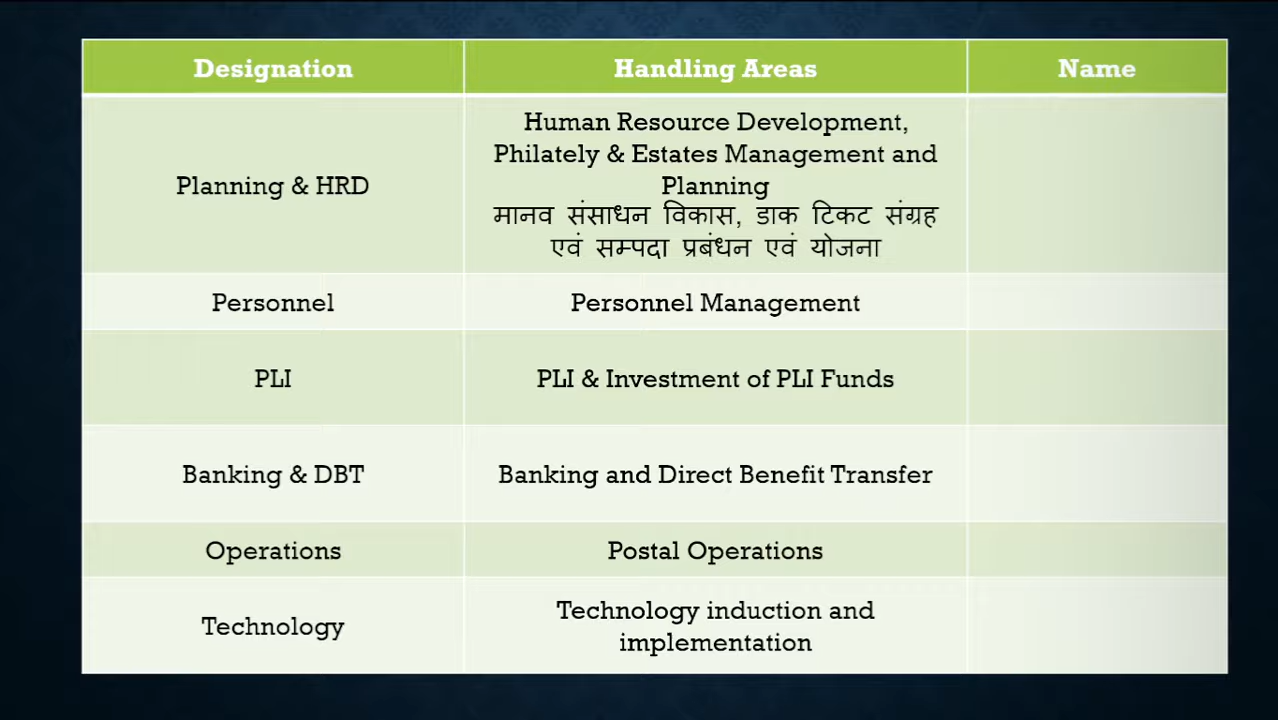 Designation Handling Areas Name
Human Resource Development,
Philately & Estates Management and
Planning & HRD Planning
मानव संसाधन विकास, डाक टिकट संग्रह
एवं सम्पदा प्रबंधन एवं योजना
Personnel Personnel Management
PLI PLI & Investment of PLI Funds
Banking & DBT Banking and Direct Benefit Transfer
Operations Postal Operations
Technology Technology induction and
implementation